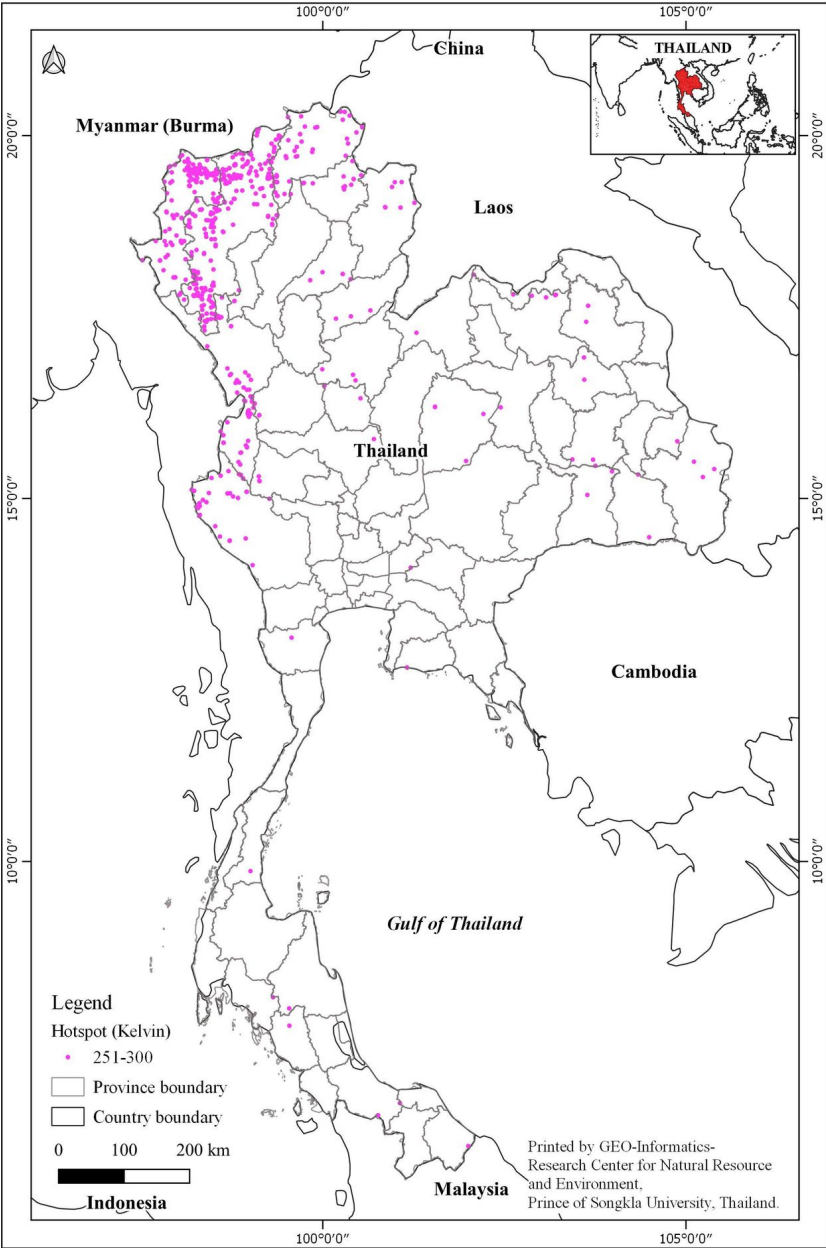 100°0′0″
105°0′0″
China
THAILAND
Myanmar (Burma)
20°0′0″
20°0′0″
Laos
Thailand
15°0′0″
15°0′0″
Cambodia
10°0′0″
10°0′0″
Gulf of Thailand
Legend
Hotspot (Kelvin)
251-300
Province boundary
Country boundary
0 100 200 km
Indonesia
Malaysia
Printed by GEO-Informatics-
Research Center for Natural Resource
and Environment,
Prince of Songkla University, Thailand.
100°0′0″
105°0′0″